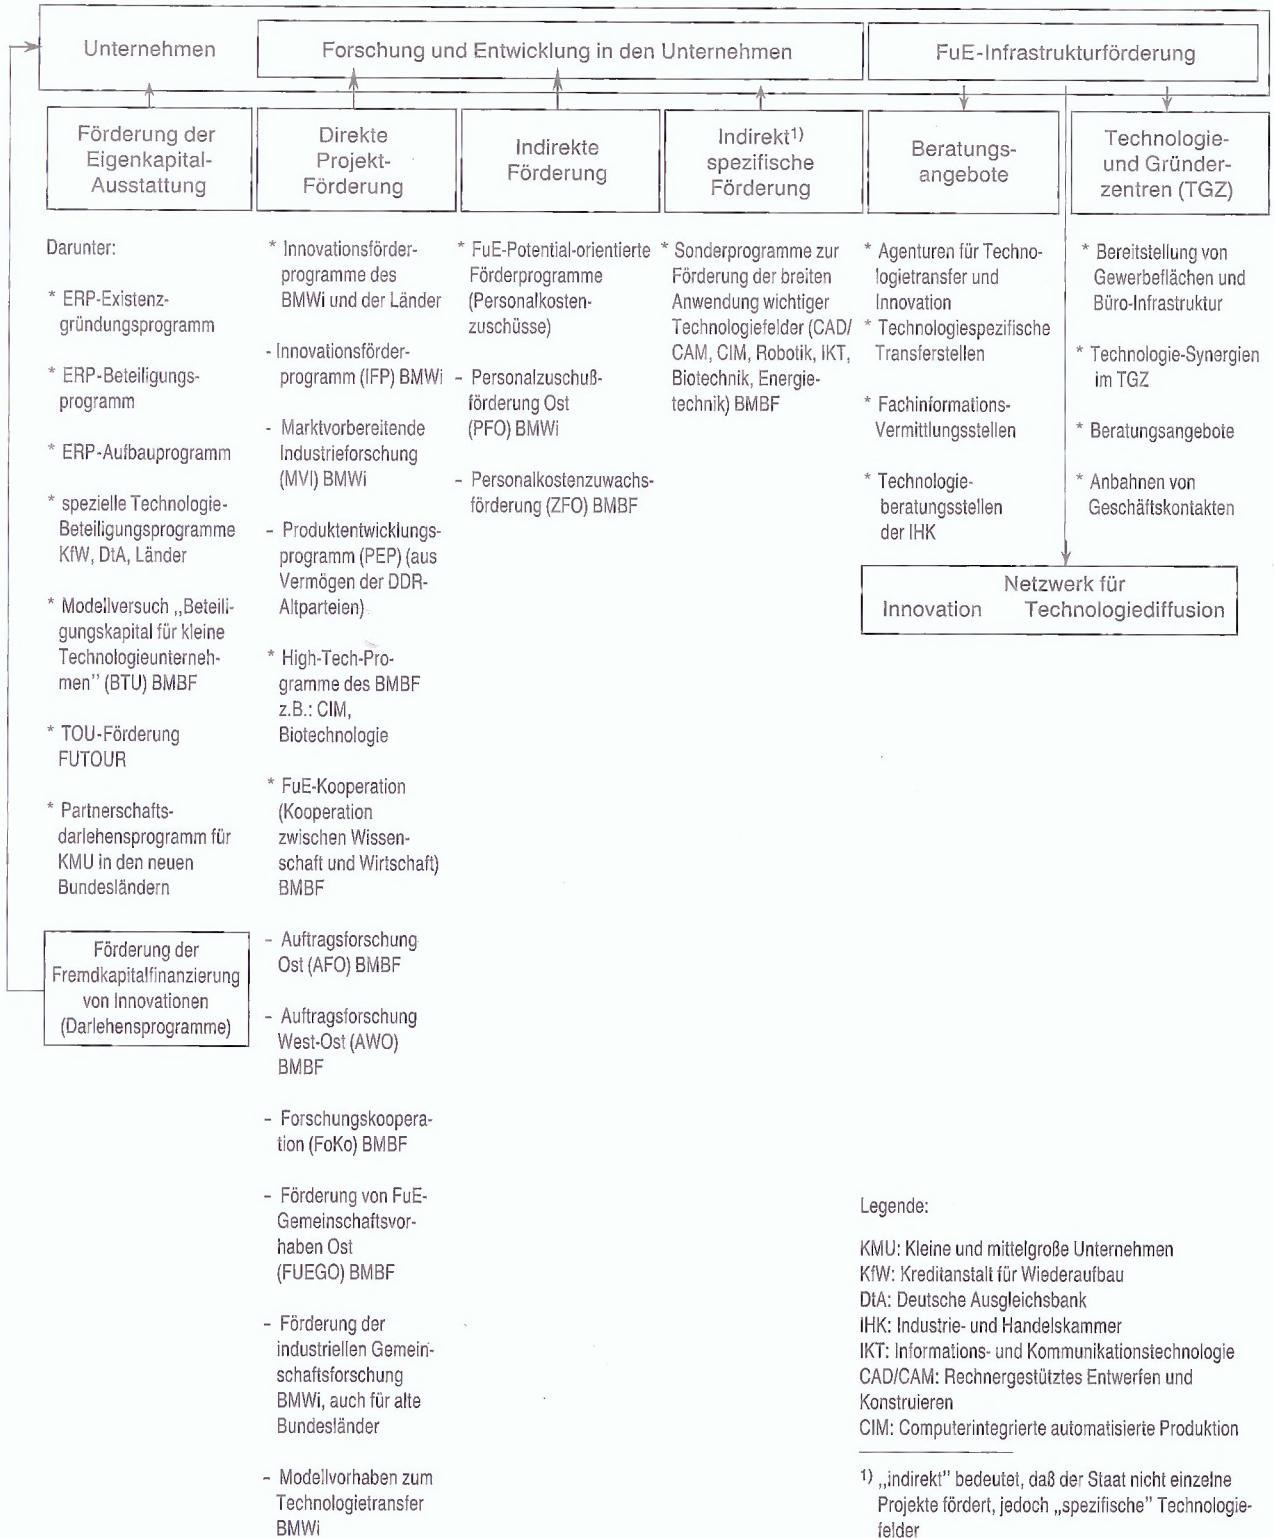 Unternehmen
Forschung und Entwicklung in den Unternehmen
FuE-Infrastrukturförderung
Förderung der
Eigenkapital-
Ausstattung
Direkte
Projekt-
Förderung
Indirekte
Förderung
Indirekt1)
spezifische
Förderung
Beratungs-
angebote
Technologie-
und Gründer-
zentren (TGZ)
Darunter:
* ERP-Existenz-
gründungsprogramm
* ERP-Beteiligungs-
programm
* ERP-Aufbauprogramm
* spezielle Technologie-
Beteiligungsprogramme
KfW, DtA, Länder
* Modellversuch „Beteili-
gungskapital für kleine
Technologieunterneh-
men” (BTU) BMBF
* TOU-Förderung
FUTOUR
* Partnerschafts-
darlehensprogramm für
KMU in den neuen
Bundesländern
Förderung der
Fremdkapitalfinanzierung
von Innovationen
(Darlehensprogramme)
* Innovationsförder-
programme des
BMWi und der Länder
- Innovationsförder-
programm (IFP) BMWi
- Marktvorbereitende
Industrieforschung
(MVI) BMWi
- Produktentwicklungs-
programm (PEP) (aus
Vermögen der DDR-
Altparteien)
* High-Tech-Pro-
gramme des BMBF
z.B.: CIM,
Biotechnologie
* FuE-Kooperation
(Kooperation
zwischen Wissen-
schaft und Wirtschaft)
BMBF
- Auftragsforschung
Ost (AFO) BMBF
- Auftragsforschung
West-Ost (AWO)
BMBF
- Forschungskoopera-
tion (FoKo) BMBF
- Förderung von FuE-
Gemeinschaftsvor-
haben Ost
(FUEGO) BMBF
- Förderung der
industriellen Gemein-
schaftsforschung
BMWi, auch für alte
Bundesländer
- Modellvorhaben zum
Technologietransfer
BMWi
* FuE-Potential-orientierte
Förderprogramme
(Personalkosten-
zuschüsse)
- Personalzuschuß-
förderung Ost
(PFO) BMWi
- Personalkostenzuwachs-
förderung (ZFO) BMBF
* Sonderprogramme zur
Förderung der breiten
Anwendung wichtiger
Technologiefelder (CAD/
CAM, CIM, Robotik, IKT,
Biotechnik, Energie-
technik) BMBF
* Agenturen für Techno-
logietransfer und
Innovation
* Technologiespezifische
Transferstellen
* Fachinformations-
Vermittlungsstellen
* Technologie-
beratungsstellen
der IHK
* Bereitstellung von
Gewerbeflächen und
Büro-Infrastruktur
* Technologie-Synergien
im TGZ
* Beratungsangebote
* Anbahnen von
Geschäftskontakten
Netzwerk für
Innovation Technologiediffusion
Legende:
KMU: Kleine und mittelgroße Unternehmen
KfW: Kreditanstalt für Wiederaufbau
DtA: Deutsche Ausgleichsbank
IHK: Industrie- und Handelskammer
IKT: Informations- und Kommunikationstechnologie
CAD/CAM: Rechnergestütztes Entwerfen und
Konstruieren
CIM: Computerintegrierte automatisierte Produktion
1) „indirekt” bedeutet, daß der Staat nicht einzelne
Projekte fördert, jedoch „spezifische” Technologie-
felder